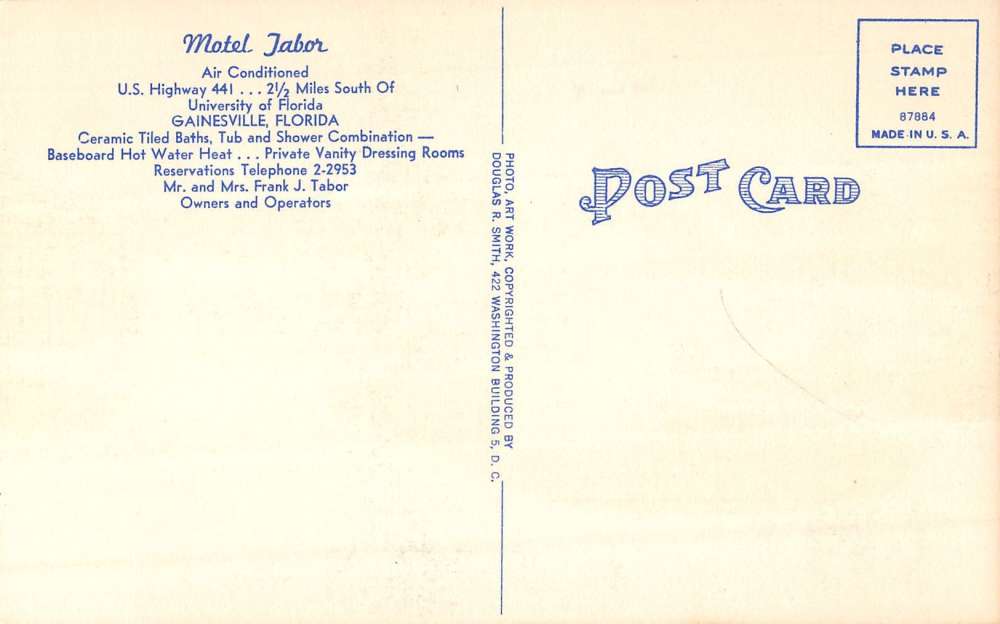 Motel Tabor
Air Conditioned
U.S. Highway 441 . . . 2½ Miles South Of
University of Florida
GAINESVILLE, FLORIDA
Ceramic Tiled Baths, Tub and Shower Combination —
Baseboard Hot Water Heat . . . Private Vanity Dressing Rooms
Reservations Telephone 2-2953
Mr. and Mrs. Frank J. Tabor
Owners and Operators
PHOTO, ART WORK, COPYRIGHTED & PRODUCED BY
DOUGLAS R. SMITH, 422 WASHINGTON BUILDING 5, D. C.
POST CARD
PLACE
STAMP
HERE
87884
MADE IN U. S. A.